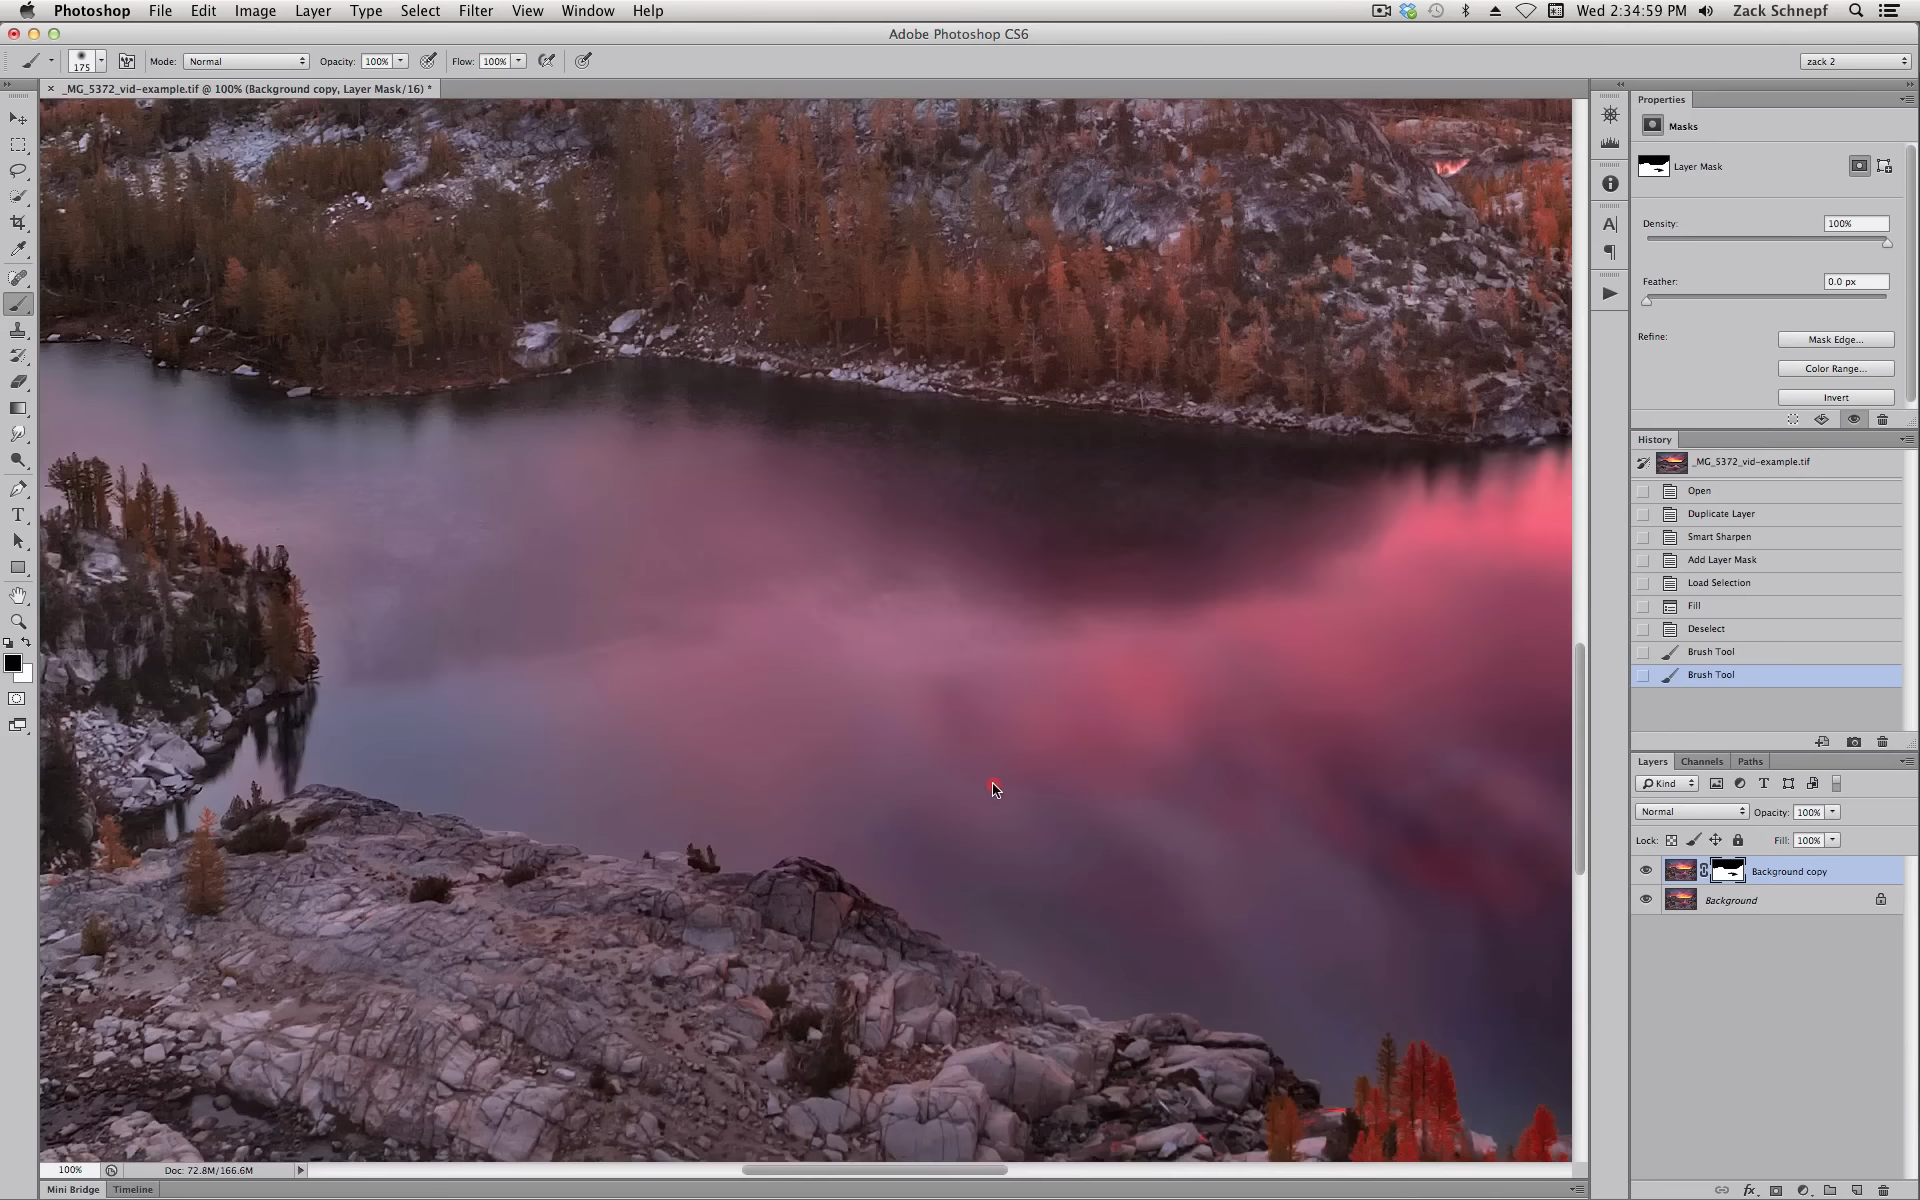 Photoshop File Edit Image Layer Type Select Filter View Window Help Wed 2:34:59 PM Zack Schnepf
Adobe Photoshop CS6
175 Mode: Normal Opacity: 100% Flow: 100% zack 2
× _MG_5372_vid-example.tif @ 100% (Background copy, Layer Mask/16) *
Properties
Masks
Layer Mask
Density: 100%
Feather: 0.0 px
Refine: Mask Edge...
Color Range...
Invert
History
_MG_5372_vid-example.tif
Open
Duplicate Layer
Smart Sharpen
Add Layer Mask
Load Selection
Fill
Deselect
Brush Tool
Brush Tool
Layers Channels Paths
Kind
Normal Opacity: 100%
Lock: Fill: 100%
Background copy
Background
100% Doc: 72.8M/166.6M
Mini Bridge Timeline